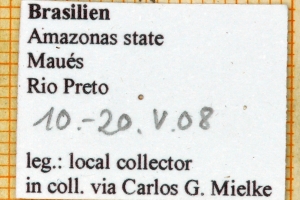 Brasilien
Amazonas state
Maués
Rio Preto
10.-20.V.08
leg.: local collector
in coll. via Carlos G. Mielke